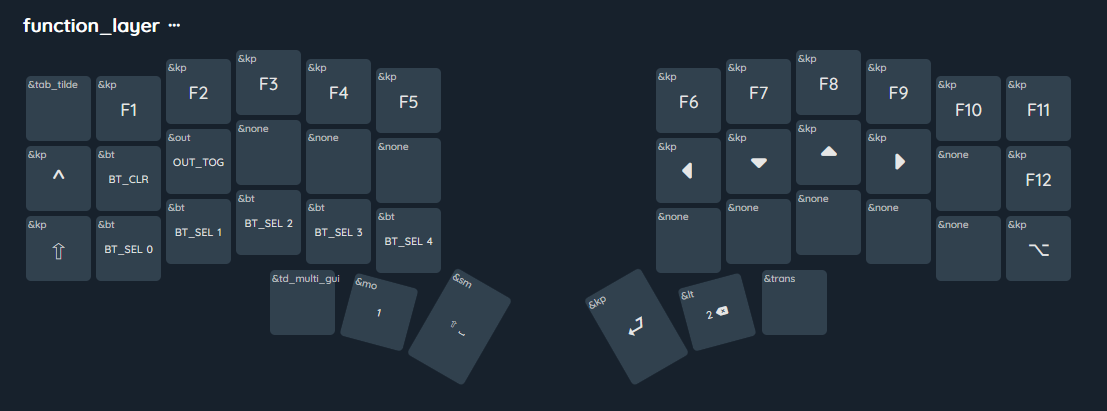 function_layer ···
&tab_tilde &kp F1 &kp F2 &kp F3 &kp F4 &kp F5 &kp F6 &kp F7 &kp F8 &kp F9 &kp F10 &kp F11
&kp ^ &bt BT_CLR &out OUT_TOG &none &none &none &kp &kp &kp &kp &none &kp F12
&kp ⇧ &bt BT_SEL 0 &bt BT_SEL 1 &bt BT_SEL 2 &bt BT_SEL 3 &bt BT_SEL 4 &none &none &none &none &none &kp ⌥
&td_multi_gui &mo 1 &sm ⇧ ⎵ &kp ⏎ &lt 2 ⌫ &trans